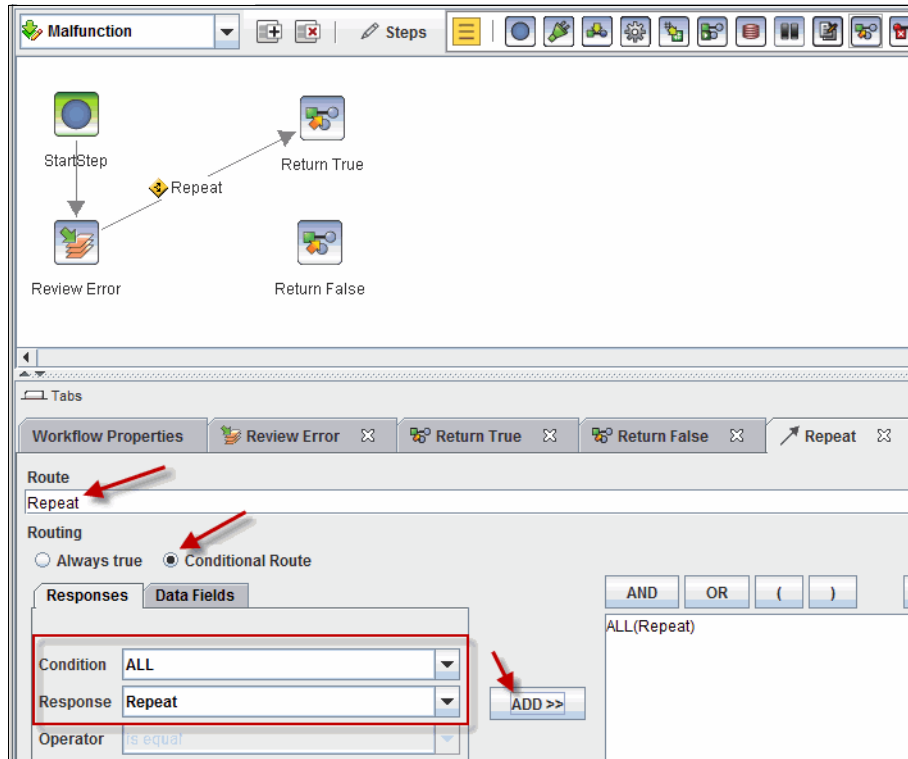 Malfunction
Steps
StartStep
Return True
Repeat
Review Error
Return False
Tabs
Workflow Properties
Review Error
Return True
Return False
Repeat
Route
Repeat
Routing
Always true
Conditional Route
Responses
Data Fields
AND
OR
(
)
ALL(Repeat)
Condition
ALL
Response
Repeat
ADD >>
Operator
is equal